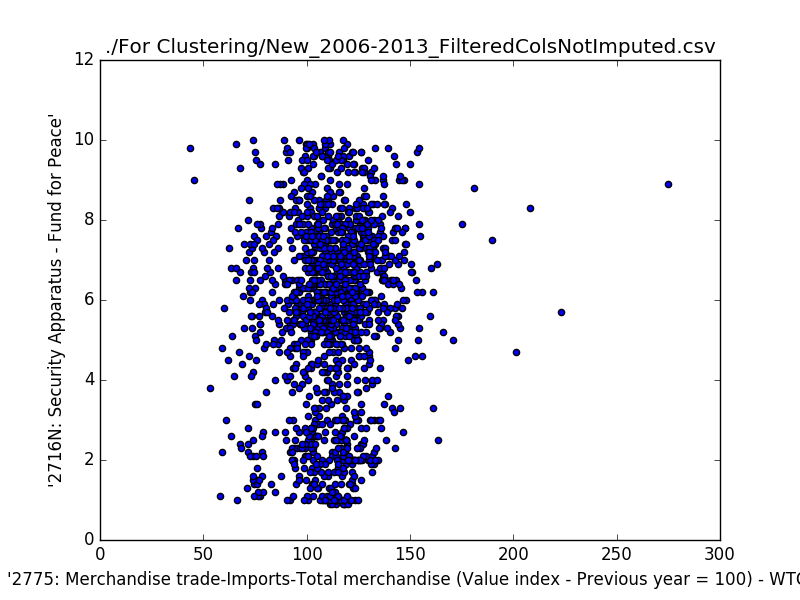 ./For Clustering/New_2006-2013_FilteredColsNotImputed.csv
12
10
8
6
4
2
0
'2716N: Security Apparatus - Fund for Peace'
0 50 100 150 200 250 300
'2775: Merchandise trade-Imports-Total merchandise (Value index - Previous year = 100) - WTO